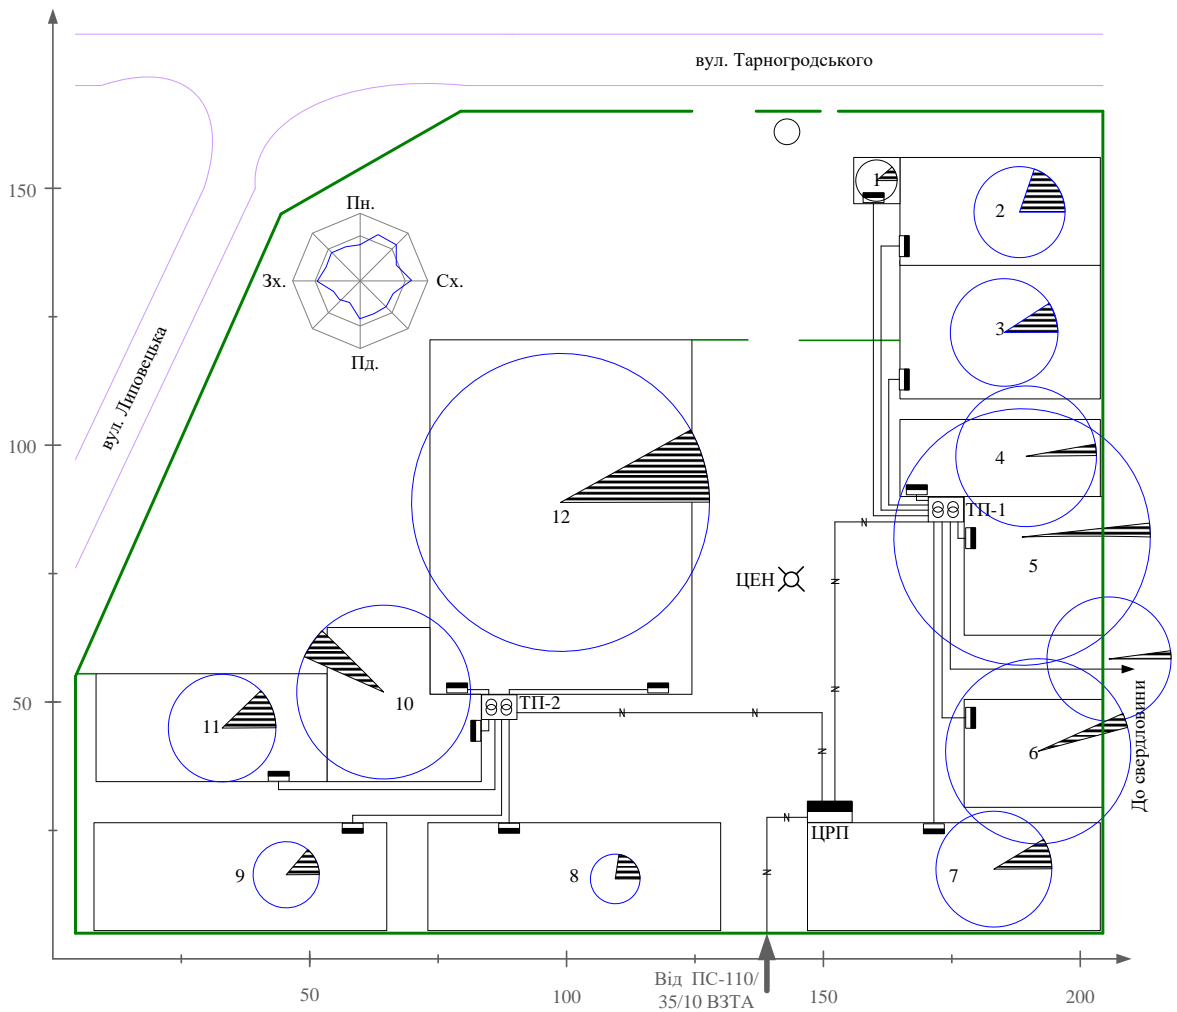 вул. Тарногродського
150
1
2
Пн.
Зх.
Сх.
3
Пд.
вул. Липовецька
100
4
12
ТП-1
5
ЦЕН
50
10
ТП-2
11
6
До свердловини
ЦРП
9
8
7
50
100
150
200
Від ПС-110/
35/10 ВЗТА